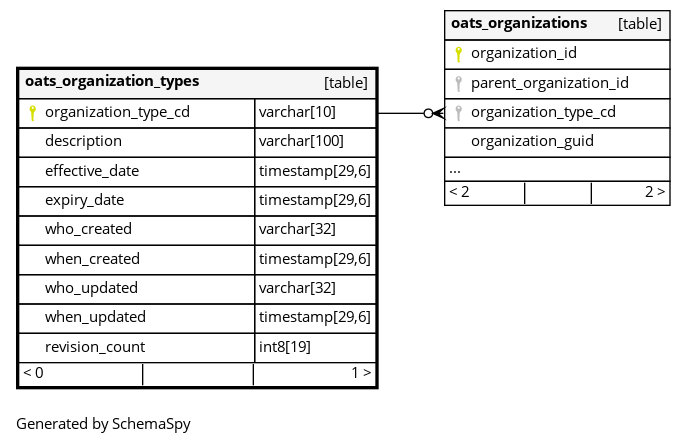 oats_organizations [table]
organization_id
parent_organization_id
organization_type_cd
organization_guid
...
< 2 2 >
oats_organization_types [table]
organization_type_cd varchar[10]
description varchar[100]
effective_date timestamp[29,6]
expiry_date timestamp[29,6]
who_created varchar[32]
when_created timestamp[29,6]
who_updated varchar[32]
when_updated timestamp[29,6]
revision_count int8[19]
< 0 1 >
Generated by SchemaSpy